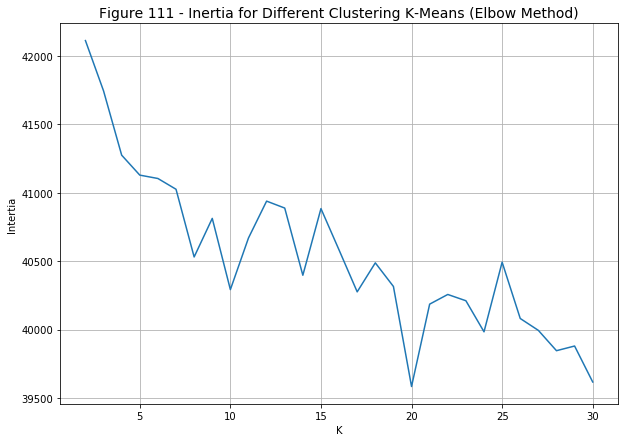 Figure 111 - Inertia for Different Clustering K-Means (Elbow Method)
42000
41500
41000
40500
40000
39500
Intertia
5 10 15 20 25 30
K